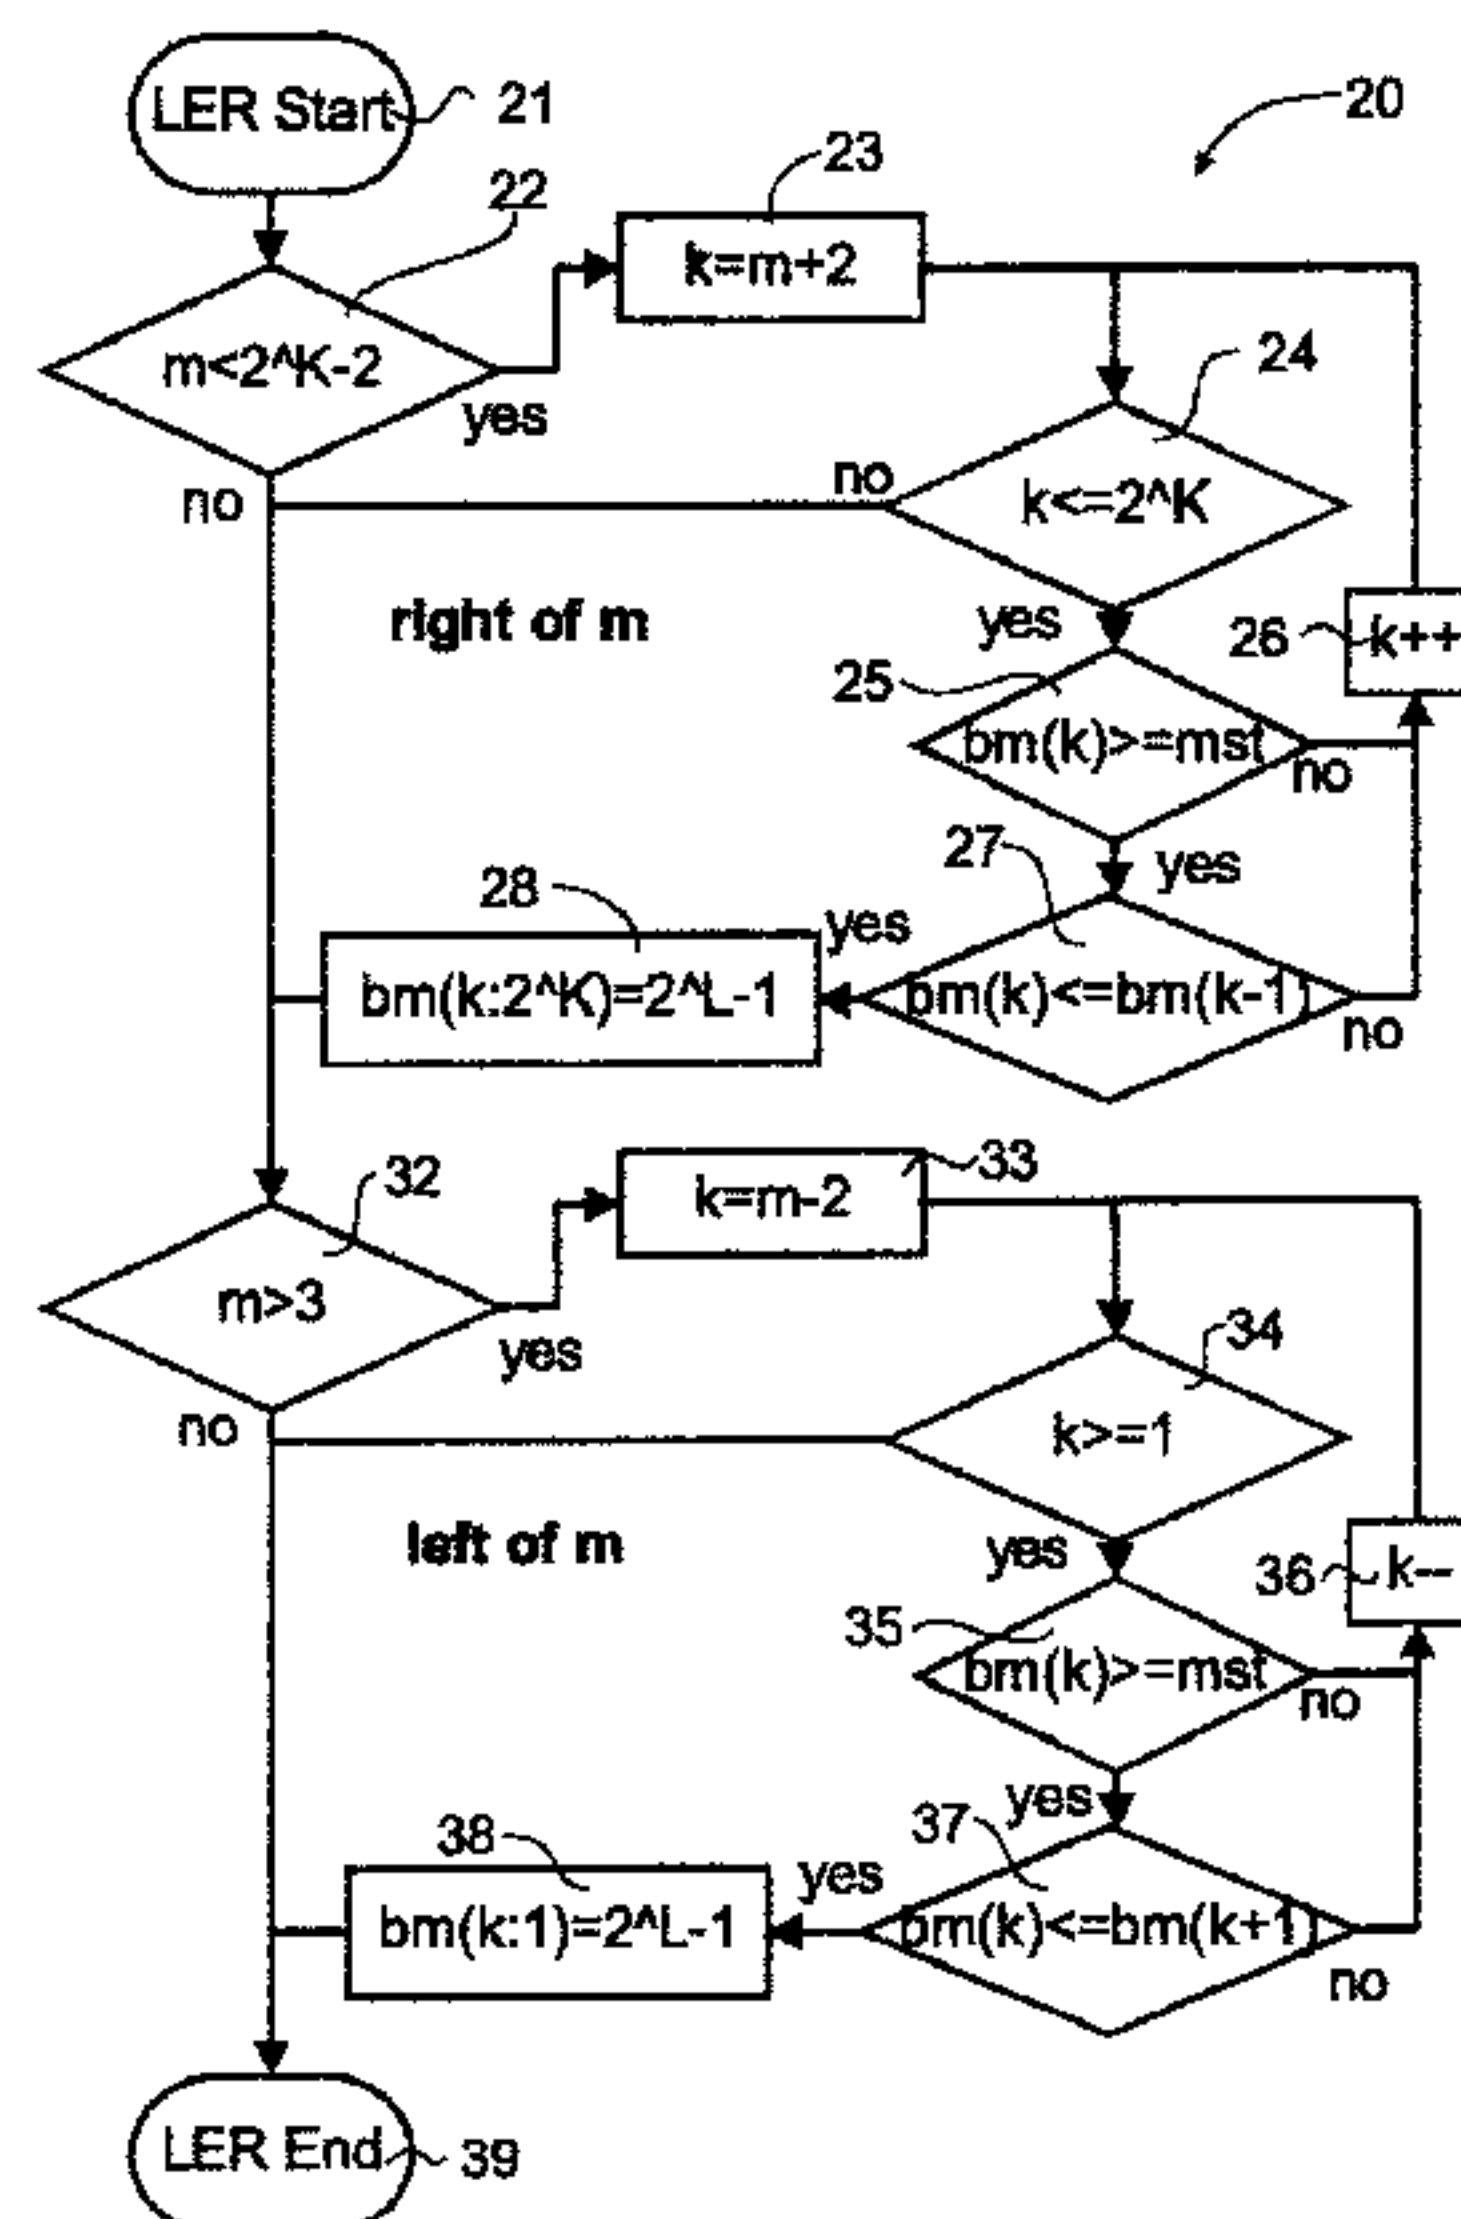 LER Start
21
20
22
23
k=m+2
m<2^K-2
yes
24
no
no
k<=2^K
right of m
yes
26
k++
25
bm(k)>=mst
no
27
yes
28
yes
bm(k:2^K)=2^L-1
bm(k)<=bm(k-1)
no
32
33
k=m-2
m>3
yes
34
no
k>=1
left of m
yes
36
k--
35
bm(k)>=mst
no
yes
38
37
yes
bm(k:1)=2^L-1
bm(k)<=bm(k+1)
no
LER End
39